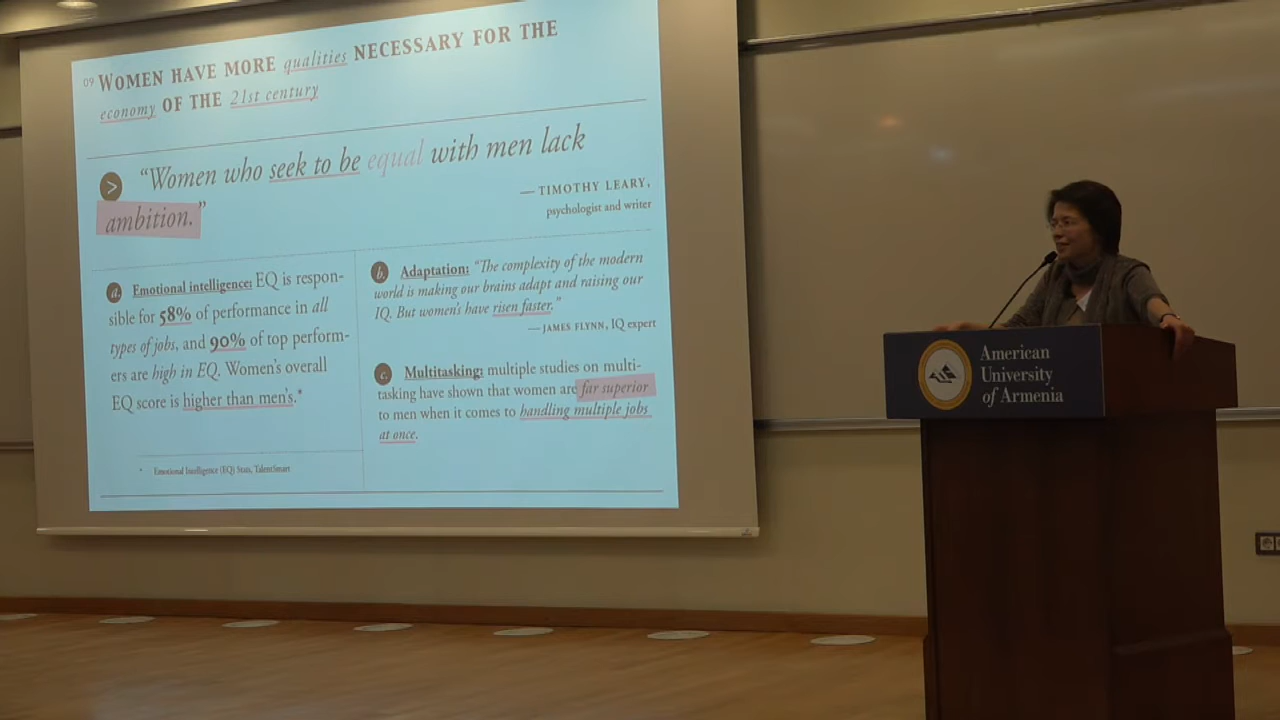 09 WOMEN HAVE MORE qualities NECESSARY FOR THE
economy OF THE 21st century
> "Women who seek to be equal with men lack
ambition."
— TIMOTHY LEARY,
psychologist and writer
a. Emotional intelligence: EQ is respon-
sible for 58% of performance in all
types of jobs, and 90% of top perform-
ers are high in EQ. Women's overall
EQ score is higher than men's.*
* Emotional Intelligence (EQ) Stats, TalentSmart
b. Adaptation: "The complexity of the modern
world is making our brains adapt and raising our
IQ. But women's have risen faster."
— JAMES FLYNN, IQ expert
c. Multitasking: multiple studies on multi-
tasking have shown that women are far superior
to men when it comes to handling multiple jobs
at once.
American
University
of Armenia